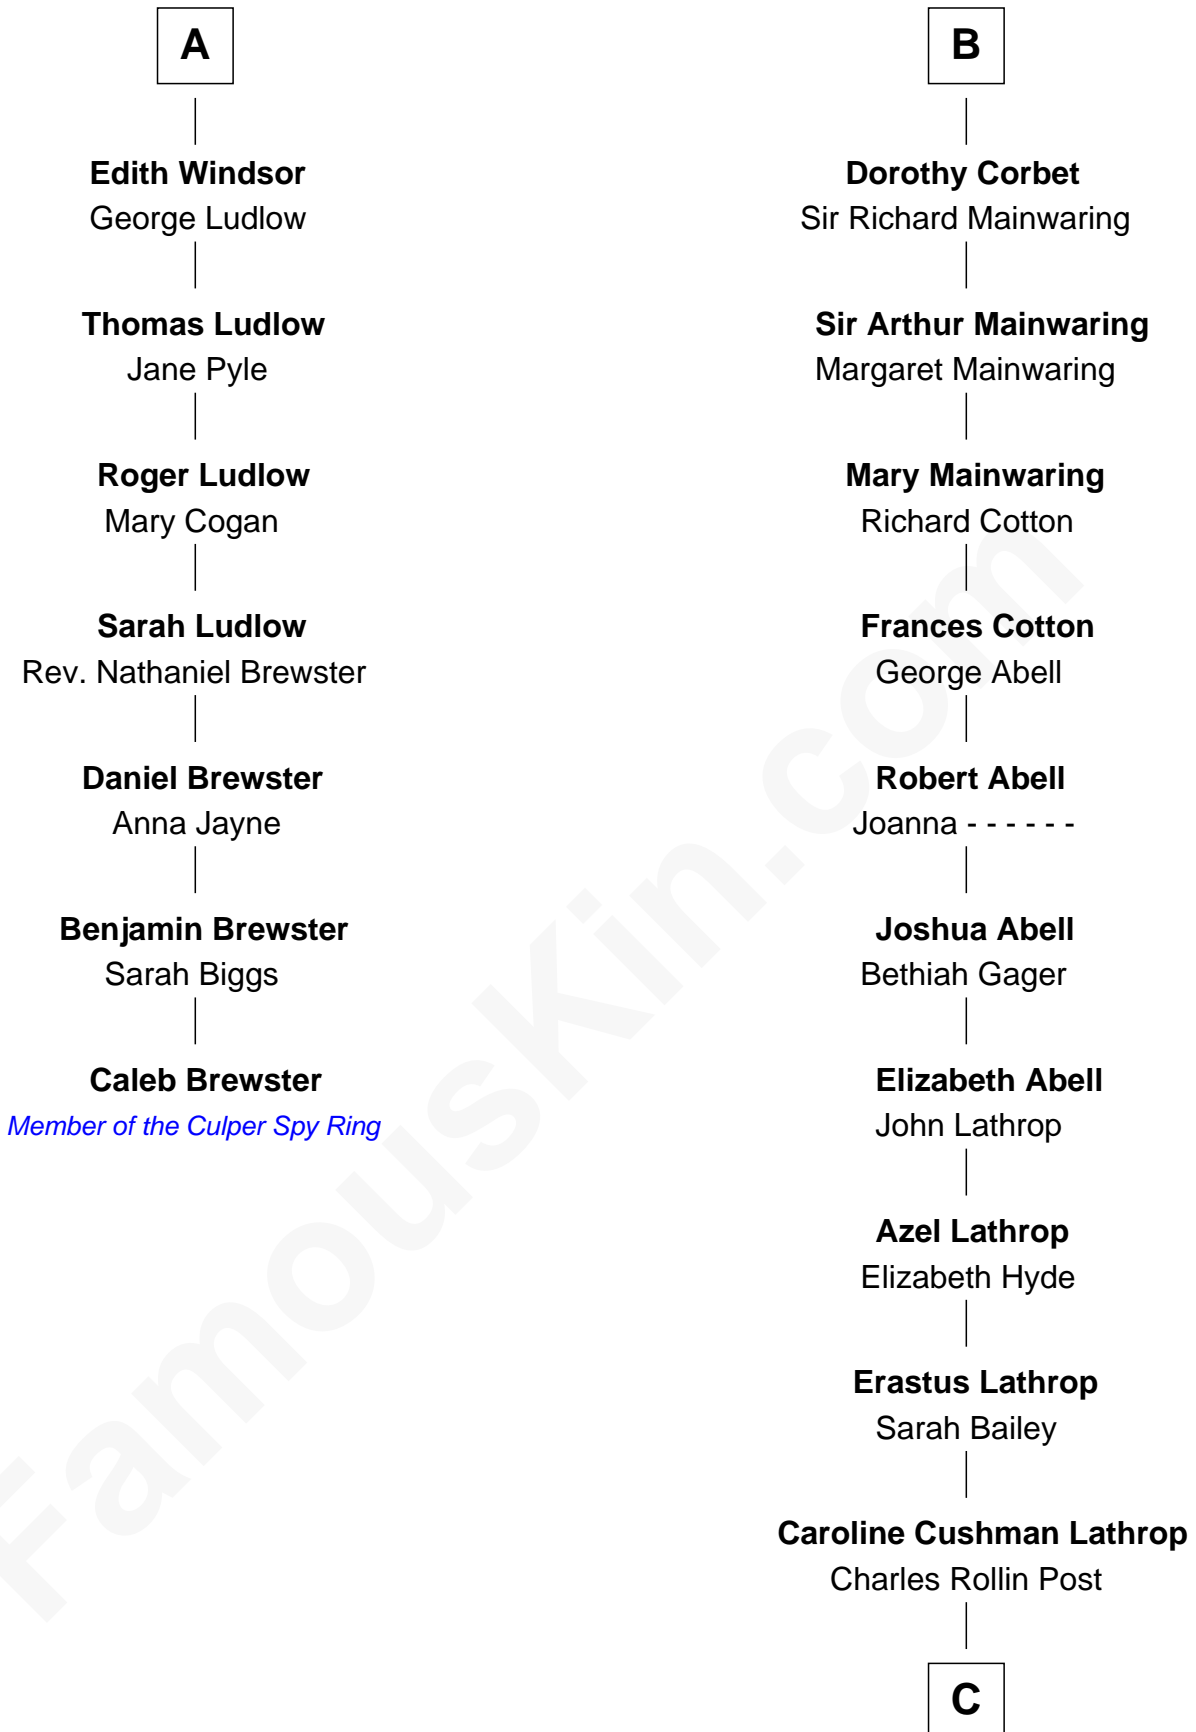 A
Edith Windsor
George Ludlow
Thomas Ludlow
Jane Pyle
Roger Ludlow
Mary Cogan
Sarah Ludlow
Rev. Nathaniel Brewster
Daniel Brewster
Anna Jayne
Benjamin Brewster
Sarah Biggs
Caleb Brewster
Member of the Culper Spy Ring
B
Dorothy Corbet
Sir Richard Mainwaring
Sir Arthur Mainwaring
Margaret Mainwaring
Mary Mainwaring
Richard Cotton
Frances Cotton
George Abell
Robert Abell
Joanna - - - - - -
Joshua Abell
Bethiah Gager
Elizabeth Abell
John Lathrop
Azel Lathrop
Elizabeth Hyde
Erastus Lathrop
Sarah Bailey
Caroline Cushman Lathrop
Charles Rollin Post
C
FamousKin.com